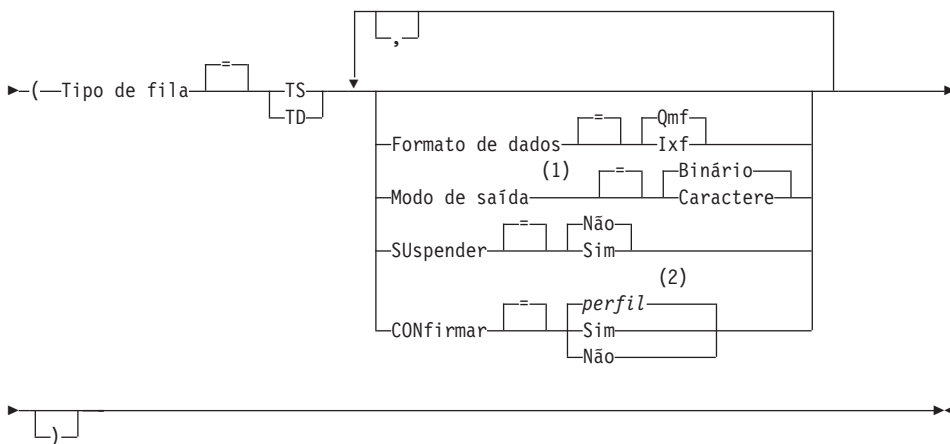 ,
( Tipo de fila = TS
TD
Formato de dados = Qmf
Ixf
(1)
Modo de saída = Binário
Caractere
SUspender = Não
Sim
(2)
CONfirmar = perfil
Sim
Não
)